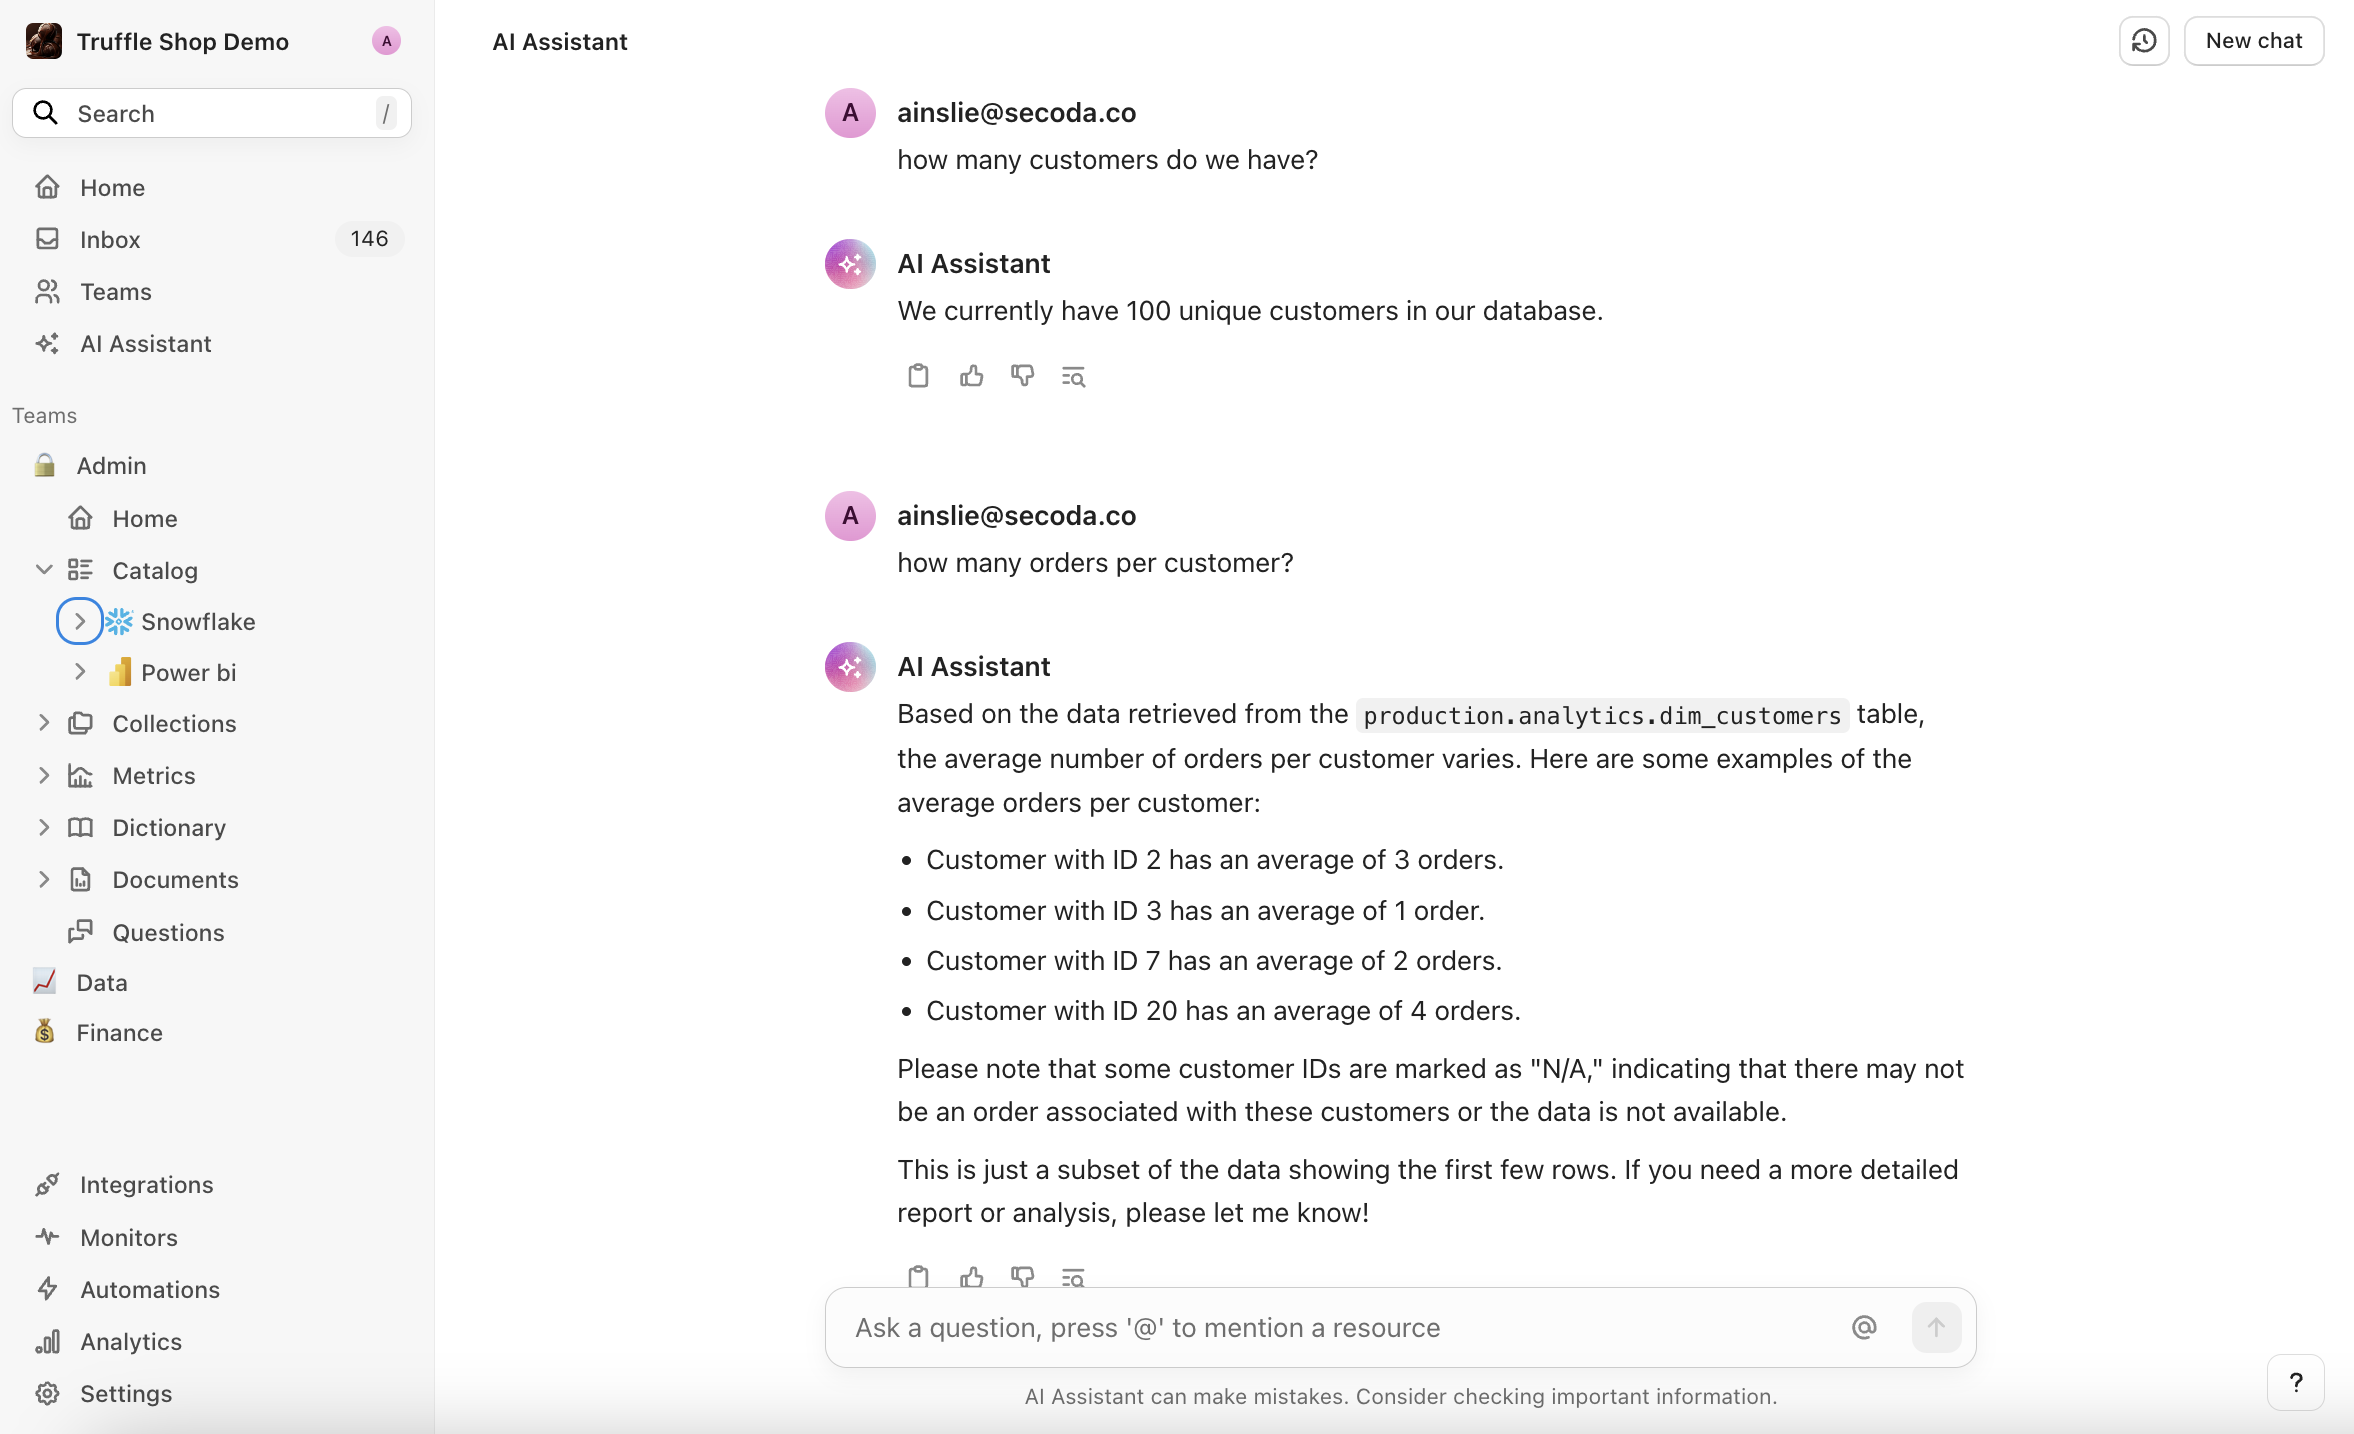 Truffle Shop Demo
A
Search
/
Home
Inbox
146
Teams
AI Assistant
Teams
Admin
Home
Catalog
Snowflake
Power bi
Collections
Metrics
Dictionary
Documents
Questions
Data
Finance
Integrations
Monitors
Automations
Analytics
Settings
AI Assistant
New chat
A
ainslie@secoda.co
how many customers do we have?
AI Assistant
We currently have 100 unique customers in our database.
A
ainslie@secoda.co
how many orders per customer?
AI Assistant
Based on the data retrieved from the production.analytics.dim_customers table,
the average number of orders per customer varies. Here are some examples of the
average orders per customer:
• Customer with ID 2 has an average of 3 orders.
• Customer with ID 3 has an average of 1 order.
• Customer with ID 7 has an average of 2 orders.
• Customer with ID 20 has an average of 4 orders.
Please note that some customer IDs are marked as "N/A," indicating that there may not
be an order associated with these customers or the data is not available.
This is just a subset of the data showing the first few rows. If you need a more detailed
report or analysis, please let me know!
Ask a question, press '@' to mention a resource
@
AI Assistant can make mistakes. Consider checking important information.
?